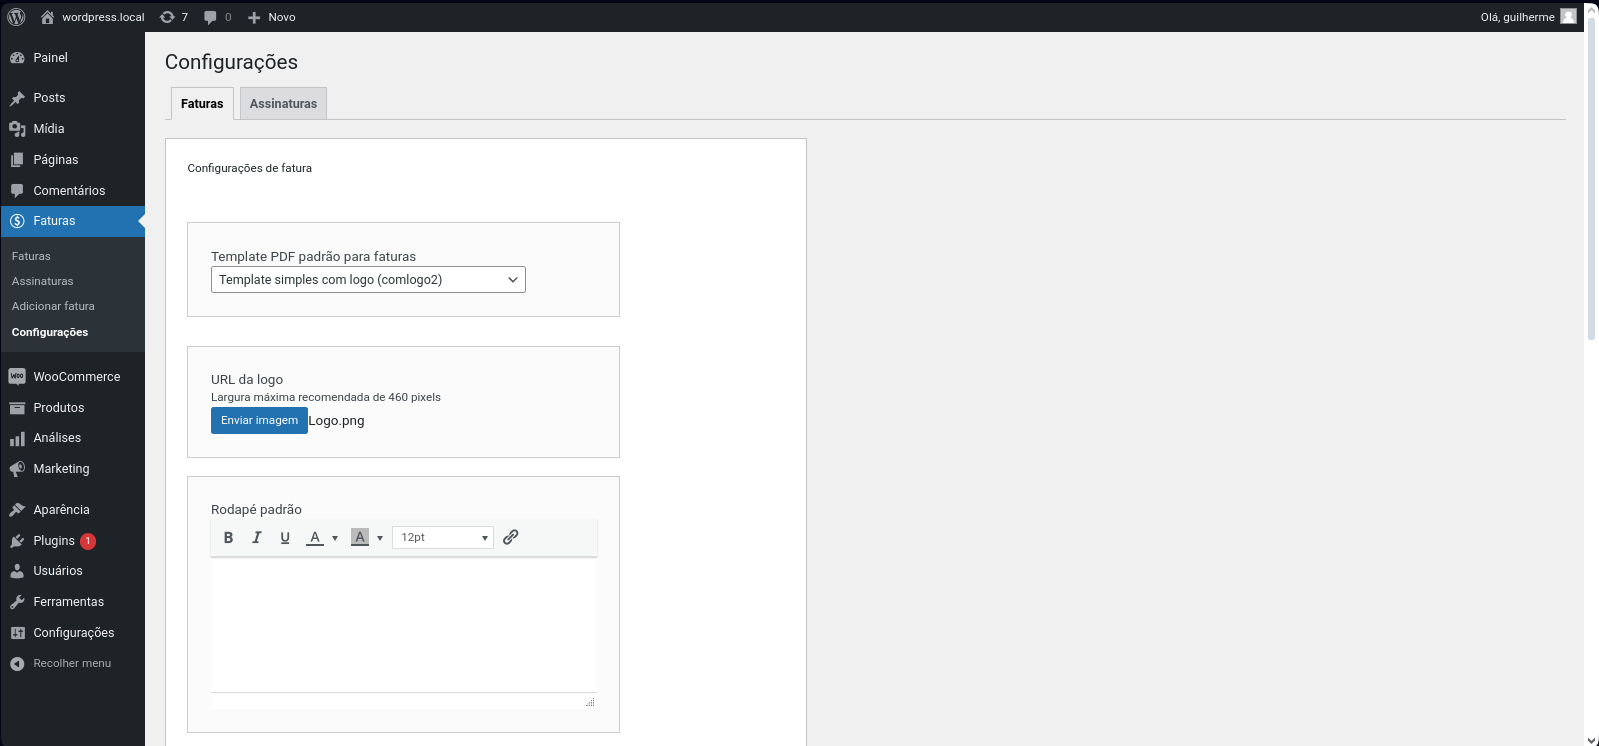 wordpress.local 7 0 Novo Olá, guilherme
Painel
Posts
Mídia
Páginas
Comentários
Faturas
Faturas
Assinaturas
Adicionar fatura
Configurações
WooCommerce
Produtos
Análises
Marketing
Aparência
Plugins 1
Usuários
Ferramentas
Configurações
Recolher menu
Configurações
Faturas Assinaturas
Configurações de fatura
Template PDF padrão para faturas
Template simples com logo (comlogo2)
URL da logo
Largura máxima recomendada de 460 pixels
Enviar imagem Logo.png
Rodapé padrão
B I U A A 12pt